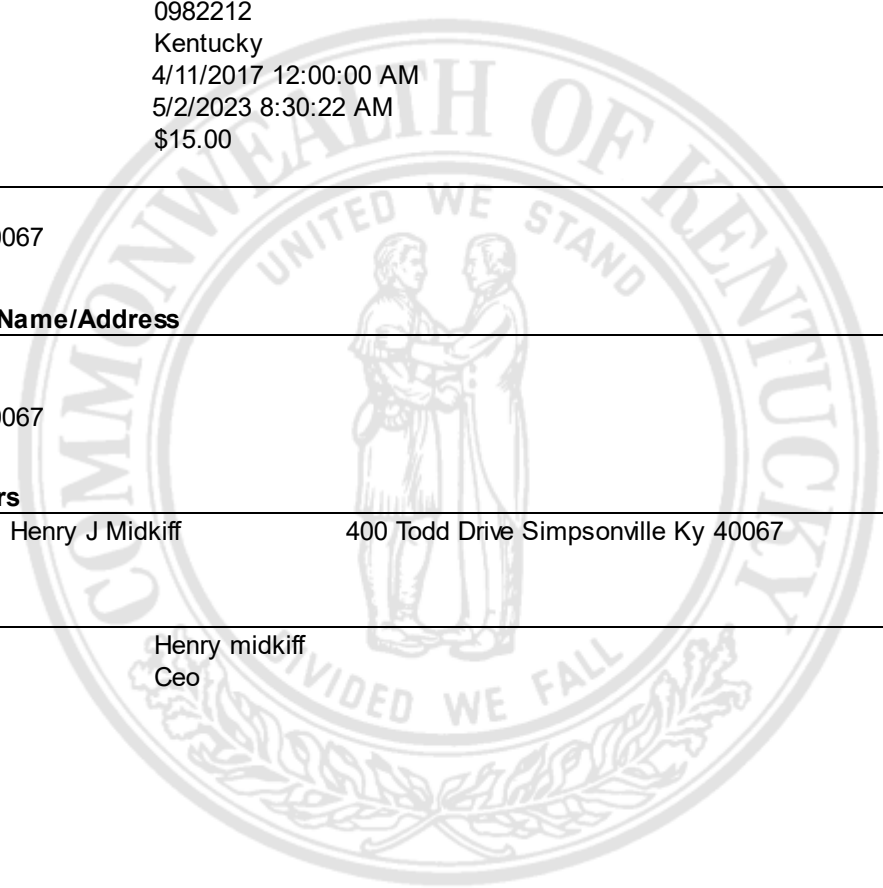 0982212
Kentucky
4/11/2017 12:00:00 AM
5/2/2023 8:30:22 AM
$15.00
0067
Name/Address
0067
rs
Henry J Midkiff 400 Todd Drive Simpsonville Ky 40067
Henry midkiff
Ceo
COMMONWEALTH OF KENTUCKY
UNITED WE STAND
DIVIDED WE FALL